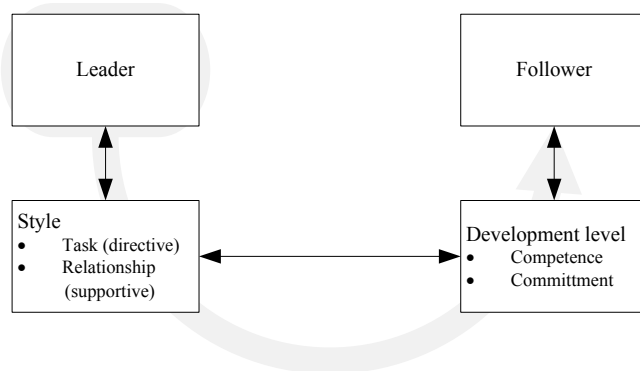 Leader
Follower
Style
• Task (directive)
• Relationship
(supportive)
Development level
• Competence
• Committment